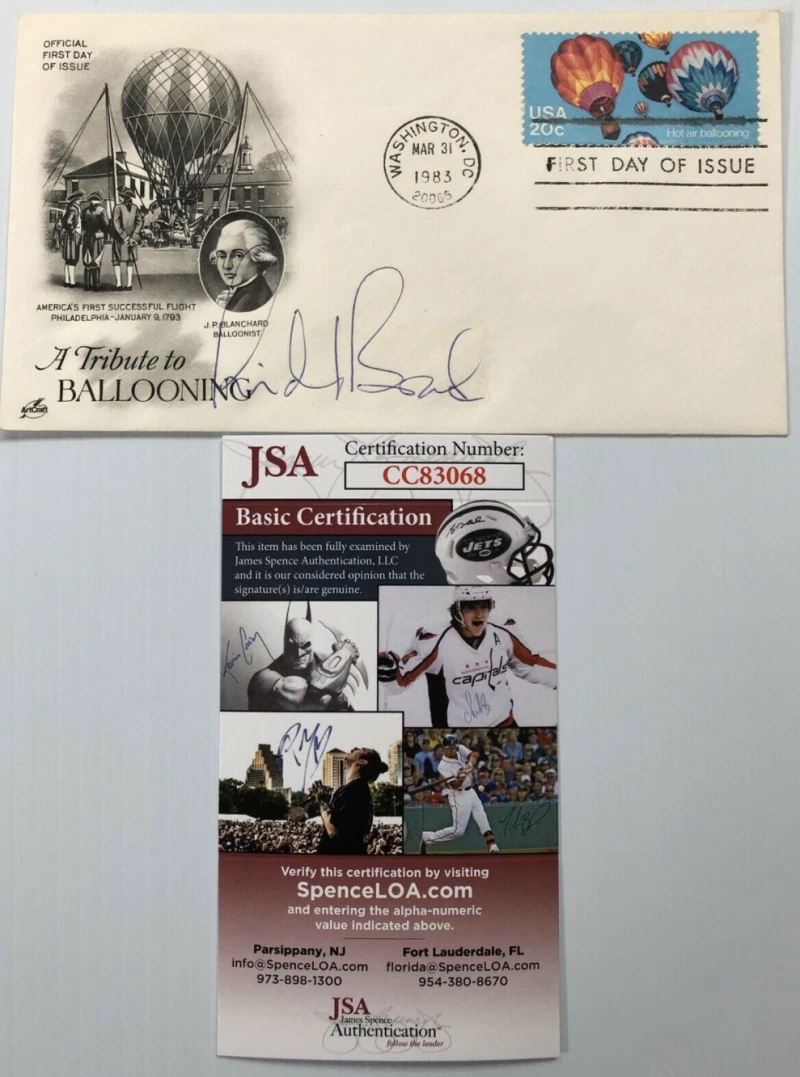 OFFICIAL
FIRST DAY
OF ISSUE
AMERICA'S FIRST SUCCESSFUL FLIGHT
PHILADELPHIA-JANUARY 9, 1793
J.P. BLANCHARD
BALLOONIST
A Tribute to
BALLOONING
ArtCraft
WASHINGTON, DC
MAR 31
1983
20066
USA
20c
Hot air ballooning
FIRST DAY OF ISSUE
JSA
Certification Number:
CC83068
Basic Certification
This item has been fully examined by
James Spence Authentication, LLC
and it is our considered opinion that the
signature(s) is/are genuine.
JETS
A
capitals
Verify this certification by visiting
SpenceLOA.com
and entering the alpha-numeric
value indicated above.
Parsippany, NJ
info@SpenceLOA.com
973-898-1300
Fort Lauderdale, FL
florida@SpenceLOA.com
954-380-8670
JSA
James Spence
Authentication™
follow the leader